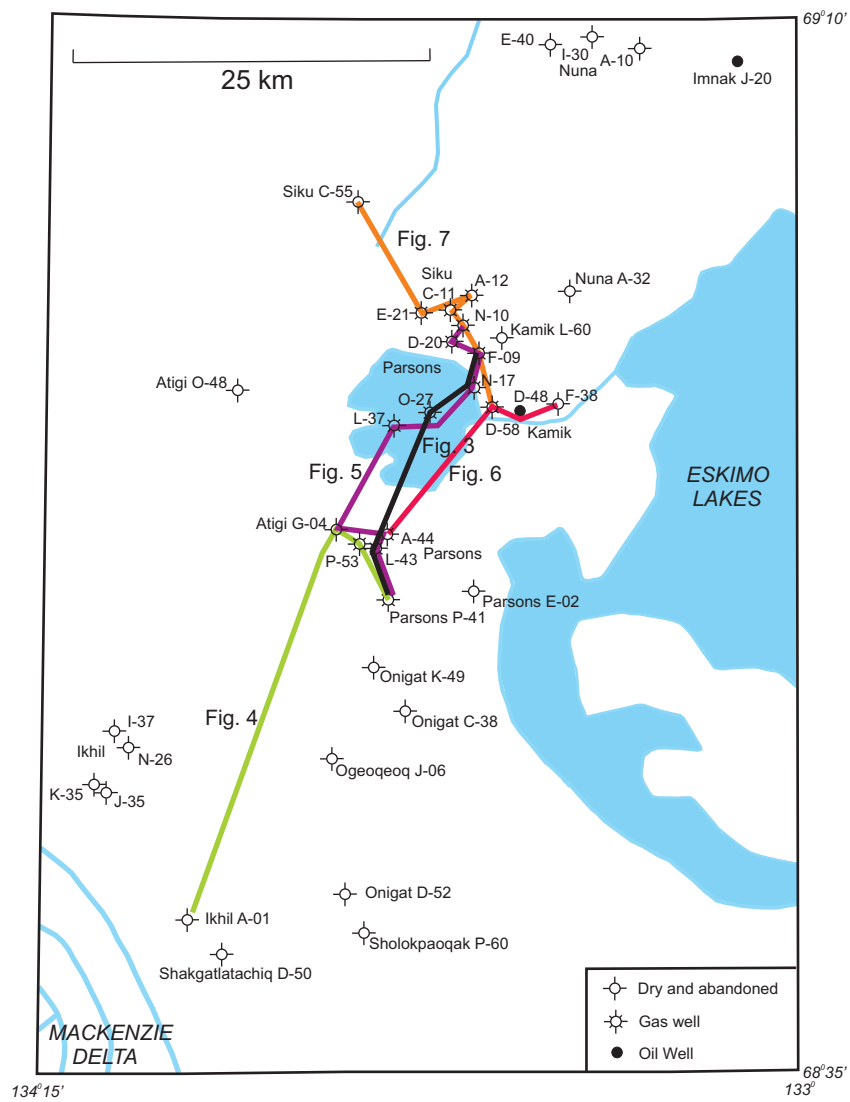 69°10'
E-40
I-30
Nuna
A-10
Imnak J-20
25 km
Siku C-55
Fig. 7
Siku
A-12
C-11
Nuna A-32
E-21
N-10
Kamik L-60
D-20
F-09
Parsons
N-17
Atigi O-48
O-27
D-48
F-38
L-37
D-58
Kamik
Fig. 3
Fig. 5
Fig. 6
ESKIMO
LAKES
Atigi G-04
A-44
Parsons
P-53
L-43
Parsons E-02
Parsons P-41
Onigat K-49
Fig. 4
Onigat C-38
I-37
Ikhil
N-26
Ogeoqeoq J-06
K-35
J-35
Onigat D-52
Ikhil A-01
Sholokpaoqak P-60
Shakgatlatachiq D-50
Dry and abandoned
Gas well
Oil Well
MACKENZIE
DELTA
68°35'
134°15'
133°